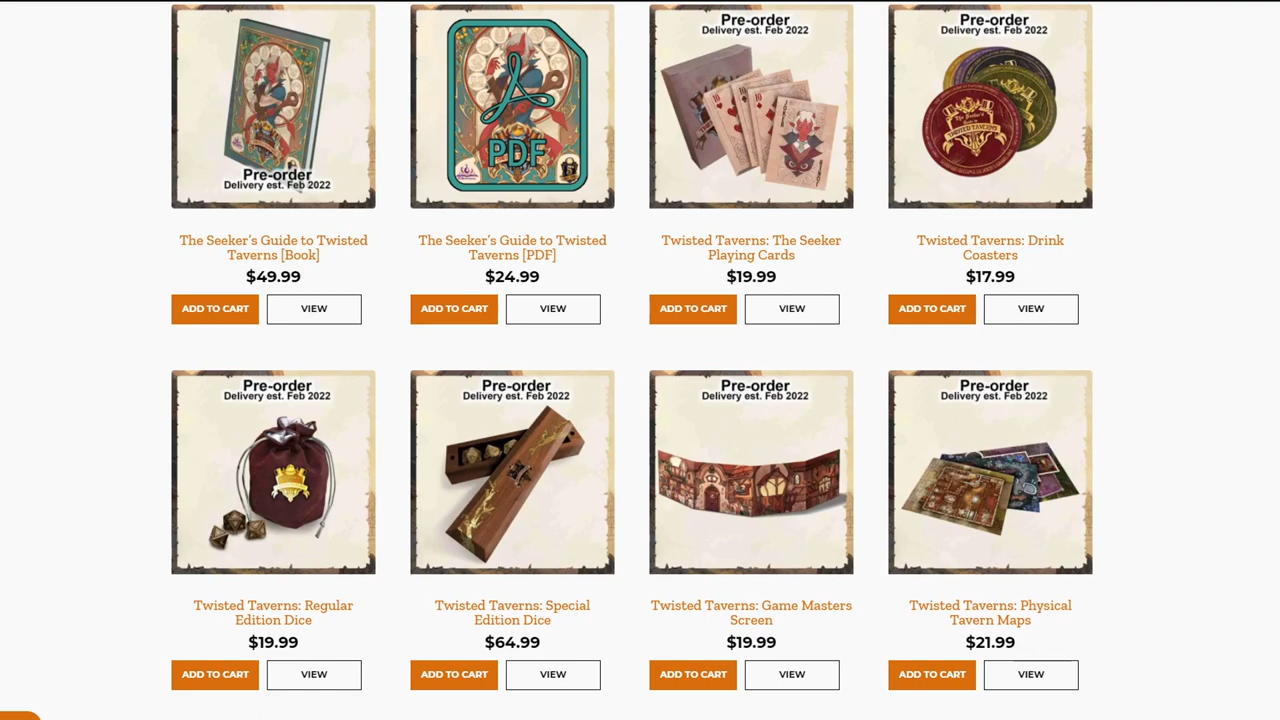 Pre-order
Delivery est. Feb 2022
PDF
Pre-order
Delivery est. Feb 2022
Pre-order
Delivery est. Feb 2022
The Seeker's
TWISTED TAVERNS
The Seeker's Guide to Twisted
Taverns [Book]
$49.99
ADD TO CART
VIEW
The Seeker's Guide to Twisted
Taverns [PDF]
$24.99
ADD TO CART
VIEW
Twisted Taverns: The Seeker
Playing Cards
$19.99
ADD TO CART
VIEW
Twisted Taverns: Drink
Coasters
$17.99
ADD TO CART
VIEW
Pre-order
Delivery est. Feb 2022
Pre-order
Delivery est. Feb 2022
Pre-order
Delivery est. Feb 2022
Pre-order
Delivery est. Feb 2022
Twisted Taverns: Regular
Edition Dice
$19.99
ADD TO CART
VIEW
Twisted Taverns: Special
Edition Dice
$64.99
ADD TO CART
VIEW
Twisted Taverns: Game Masters
Screen
$19.99
ADD TO CART
VIEW
Twisted Taverns: Physical
Tavern Maps
$21.99
ADD TO CART
VIEW